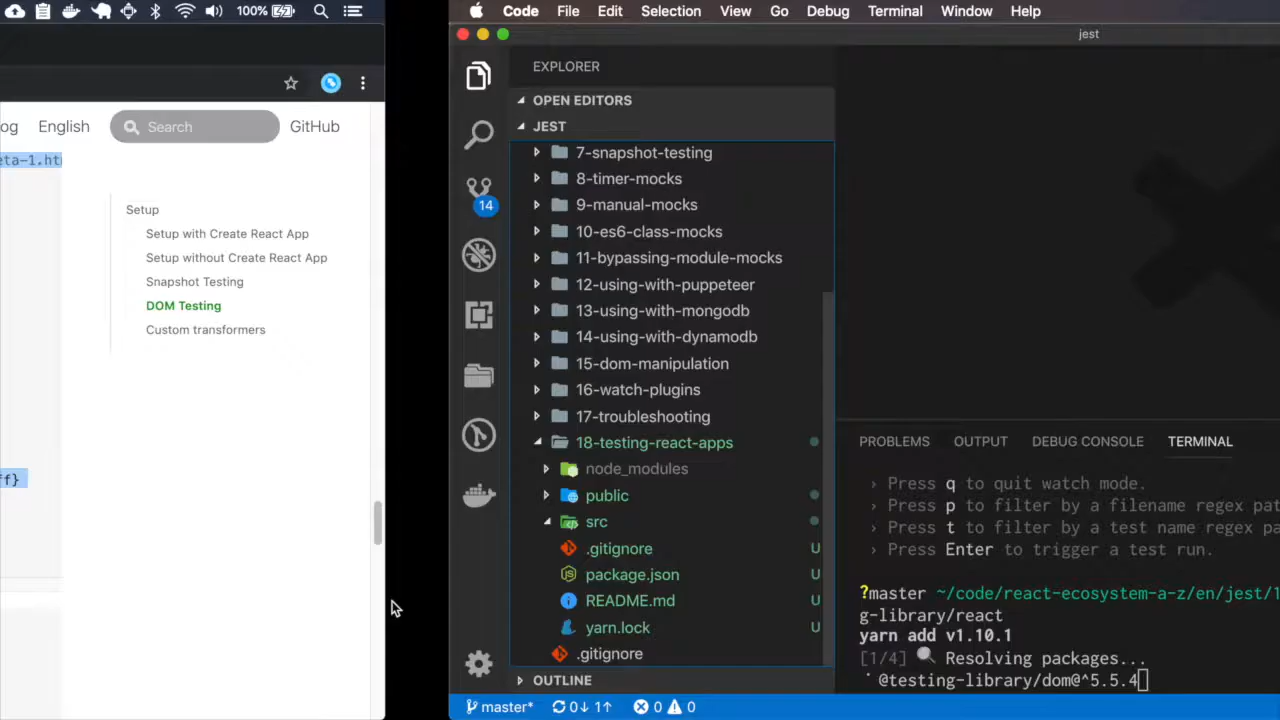 100%
Code File Edit Selection View Go Debug Terminal Window Help
jest
og English Search GitHub
eta-1.htm
Setup
Setup with Create React App
Setup without Create React App
Snapshot Testing
DOM Testing
Custom transformers
ff}
EXPLORER
OPEN EDITORS
JEST
7-snapshot-testing
8-timer-mocks
9-manual-mocks
10-es6-class-mocks
11-bypassing-module-mocks
12-using-with-puppeteer
13-using-with-mongodb
14-using-with-dynamodb
15-dom-manipulation
16-watch-plugins
17-troubleshooting
18-testing-react-apps
node_modules
public
src
.gitignore U
package.json U
README.md U
yarn.lock U
.gitignore
OUTLINE
14
PROBLEMS OUTPUT DEBUG CONSOLE TERMINAL
› Press q to quit watch mode.
› Press p to filter by a filename regex pat
› Press t to filter by a test name regex pa
› Press Enter to trigger a test run.
?master ~/code/react-ecosystem-a-z/en/jest/1
g-library/react
yarn add v1.10.1
[1/4] Resolving packages...
⠁ @testing-library/dom@^5.5.4
master* 0↓ 1↑ 0 0